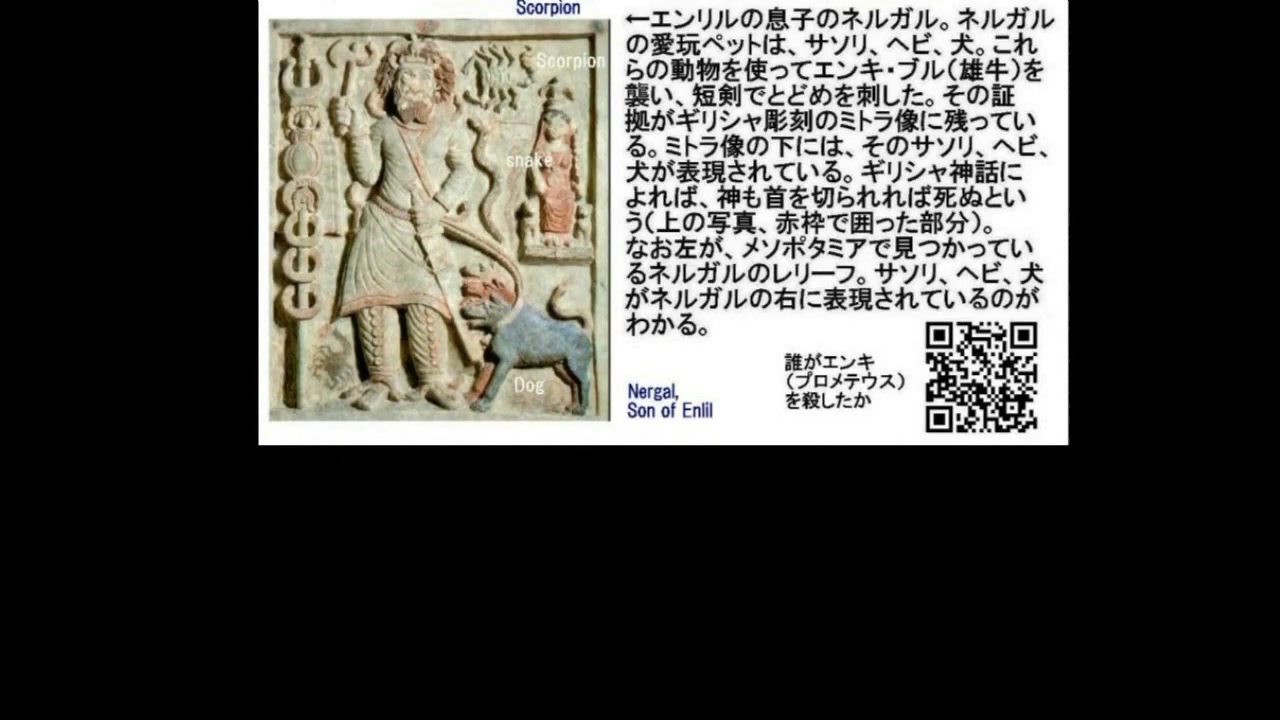 Scorpion
Scorpion
snake
Dog
←エンリルの息子のネルガル。ネルガル
の愛玩ペットは、サソリ、ヘビ、犬。これ
らの動物を使ってエンキ・ブル（雄牛）を
襲い、短剣でとどめを刺した。その証
拠がギリシャ彫刻のミトラ像に残ってい
る。ミトラ像の下には、そのサソリ、ヘビ、
犬が表現されている。ギリシャ神話に
よれば、神も首を切られれば死ぬとい
う（上の写真、赤枠で囲った部分）。
なお左が、メソポタミアで見つかってい
るネルガルのレリーフ。サソリ、ヘビ、犬
がネルガルの右に表現されているのが
わかる。
Nergal,
Son of Enlil
誰がエンキ
（プロメテウス）
を殺したか